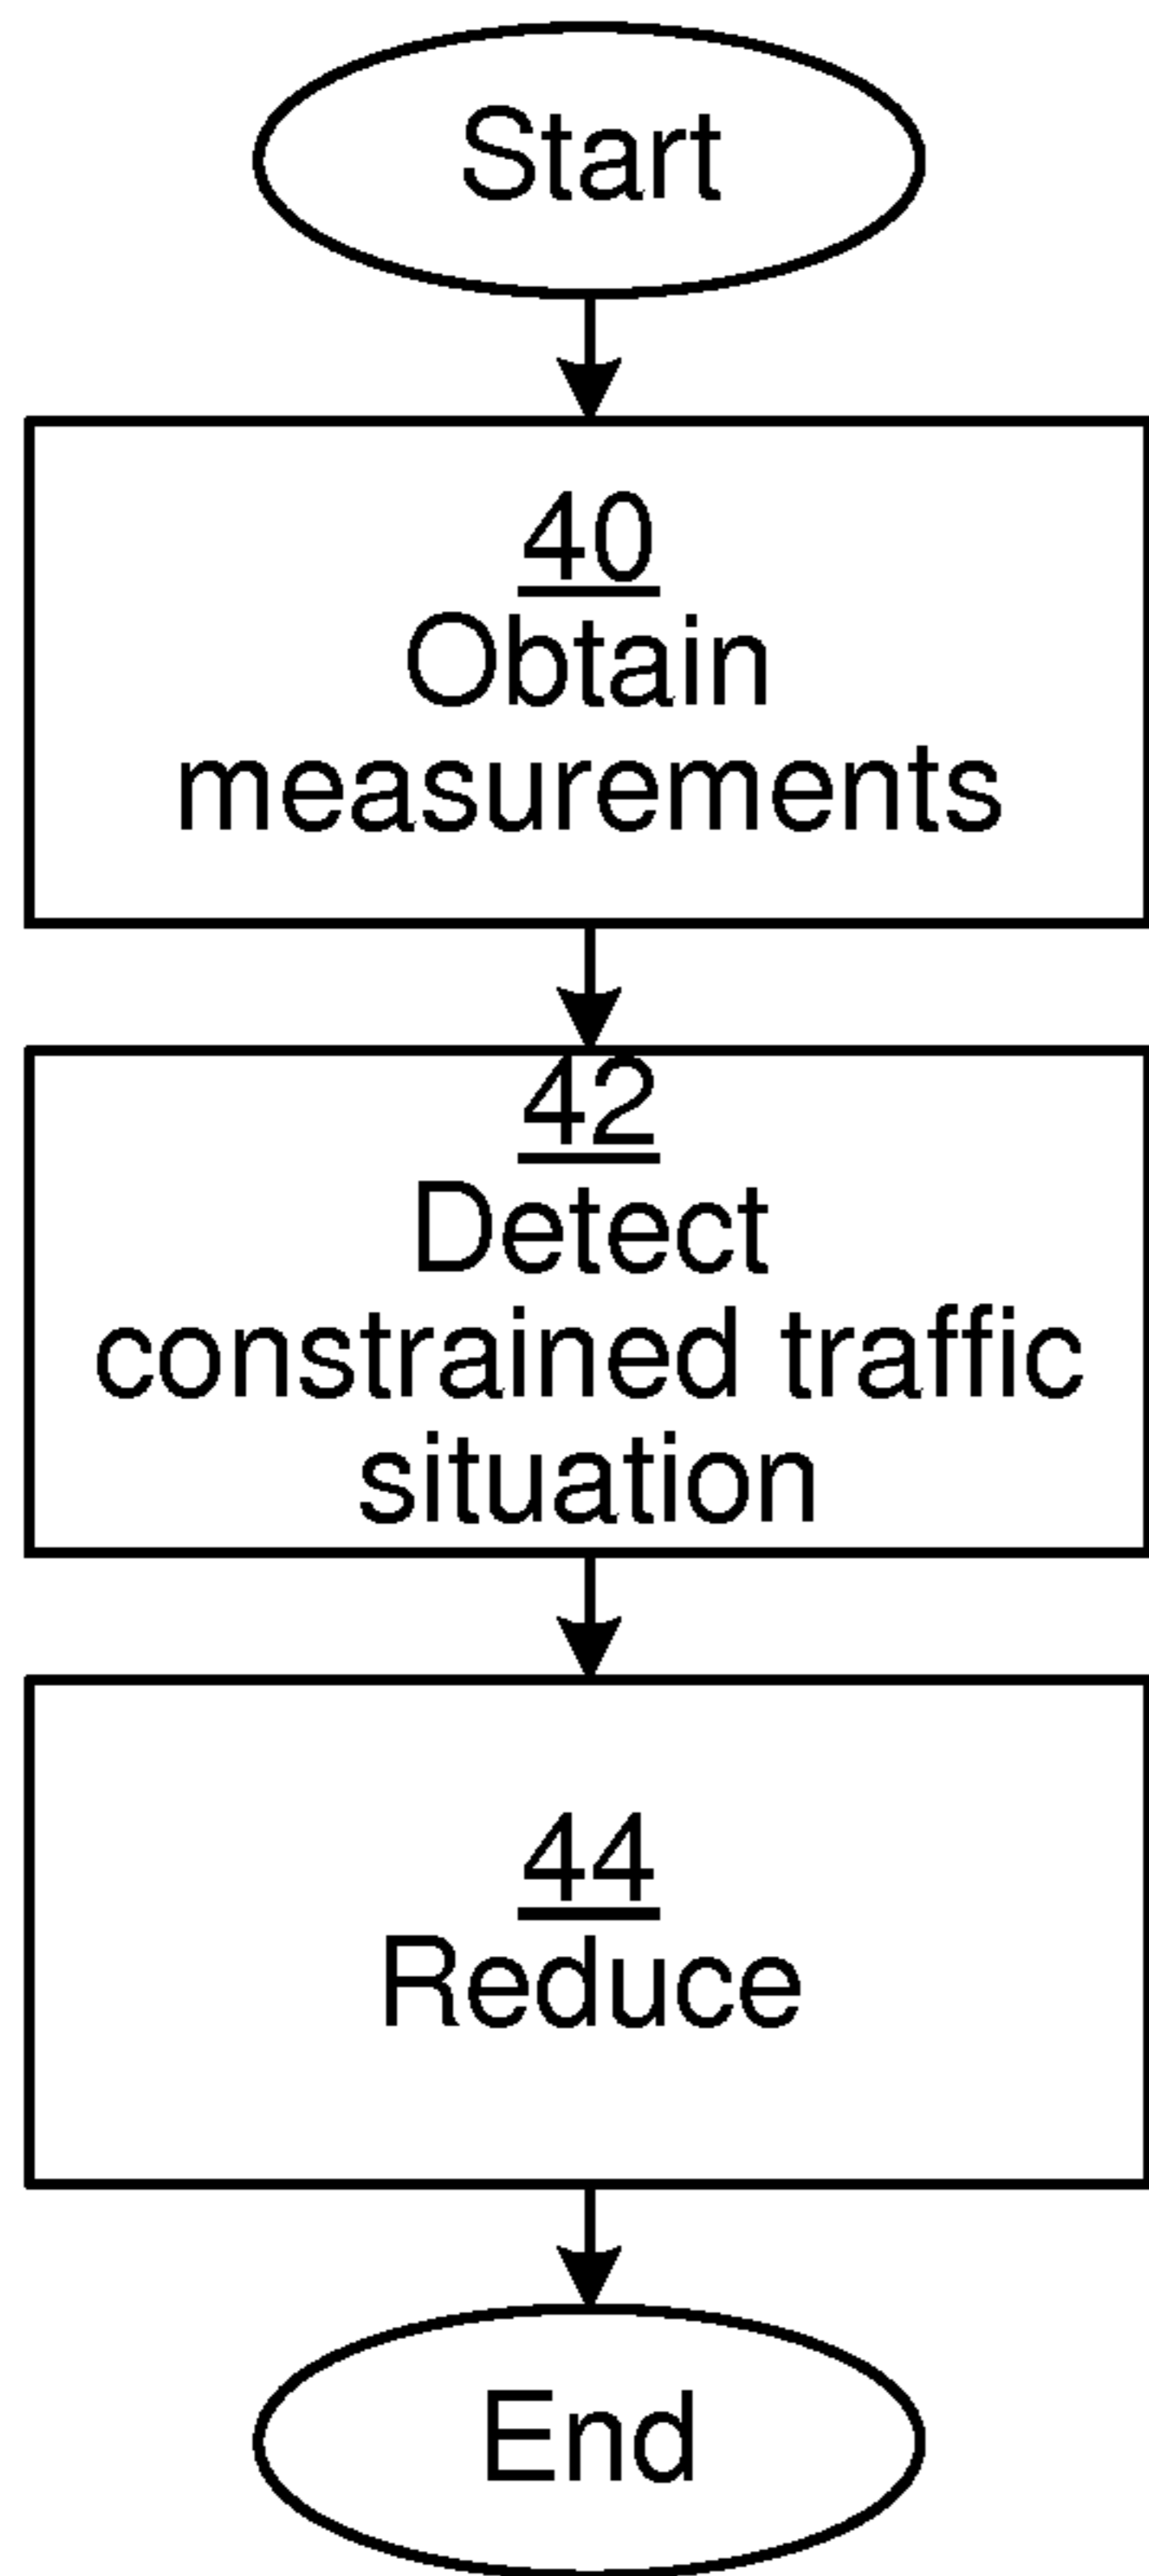 Start
40
Obtain
measurements
42
Detect
constrained traffic
situation
44
Reduce
End